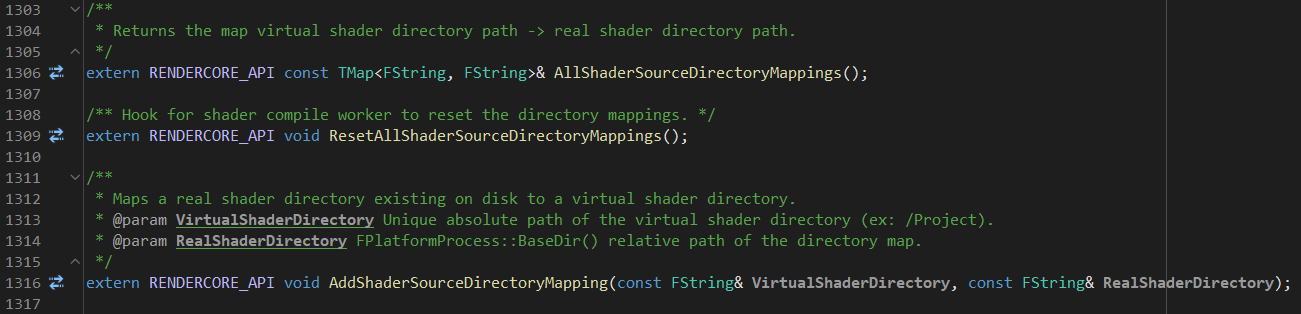 1303 /**
1304 * Returns the map virtual shader directory path -> real shader directory path.
1305 */
1306 extern RENDERCORE_API const TMap<FString, FString>& AllShaderSourceDirectoryMappings();
1307
1308 /** Hook for shader compile worker to reset the directory mappings. */
1309 extern RENDERCORE_API void ResetAllShaderSourceDirectoryMappings();
1310
1311 /**
1312 * Maps a real shader directory existing on disk to a virtual shader directory.
1313 * @param VirtualShaderDirectory Unique absolute path of the virtual shader directory (ex: /Project).
1314 * @param RealShaderDirectory FPlatformProcess::BaseDir() relative path of the directory map.
1315 */
1316 extern RENDERCORE_API void AddShaderSourceDirectoryMapping(const FString& VirtualShaderDirectory, const FString& RealShaderDirectory);
1317